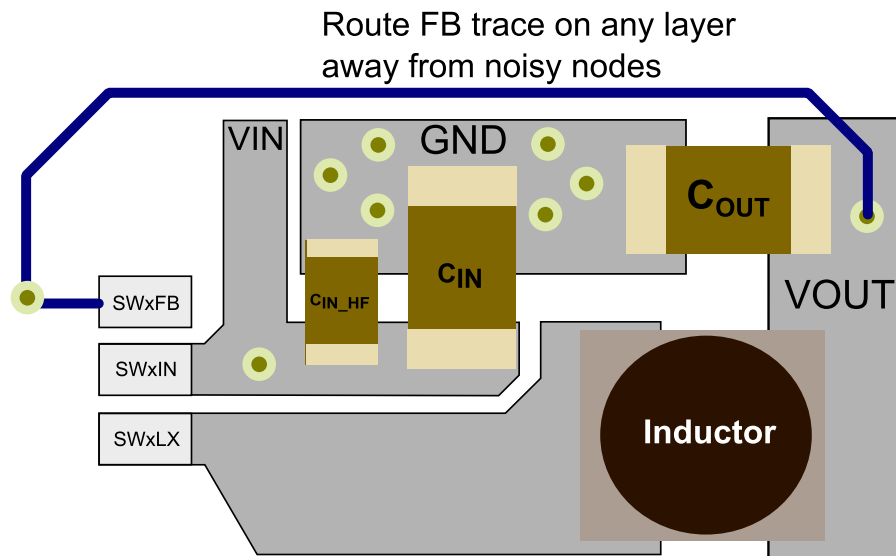 Route FB trace on any layer
away from noisy nodes
VIN
GND
COUT
CIN
CIN_HF
VOUT
SWxFB
SWxIN
SWxLX
Inductor